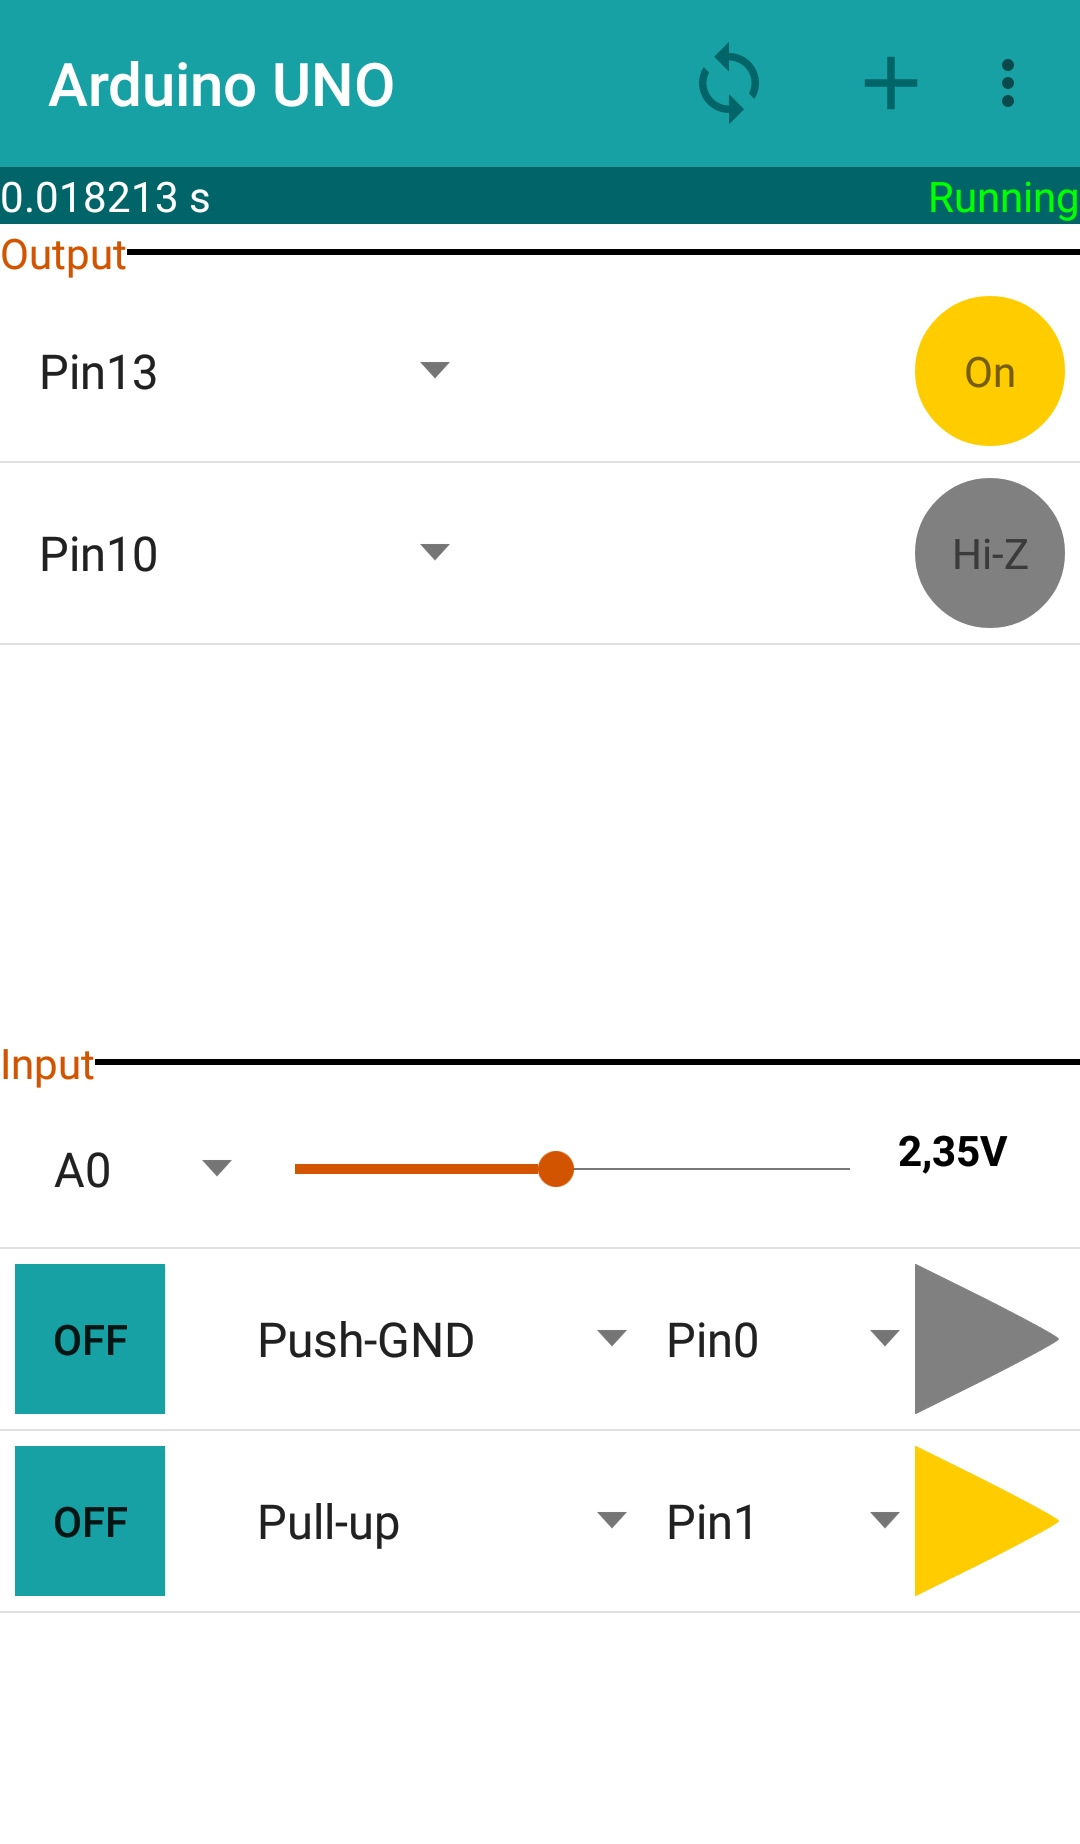 Arduino UNO
0.018213 s Running
Output
Pin13 On
Pin10 Hi-Z
Input
A0 2,35V
OFF Push-GND Pin0
OFF Pull-up Pin1